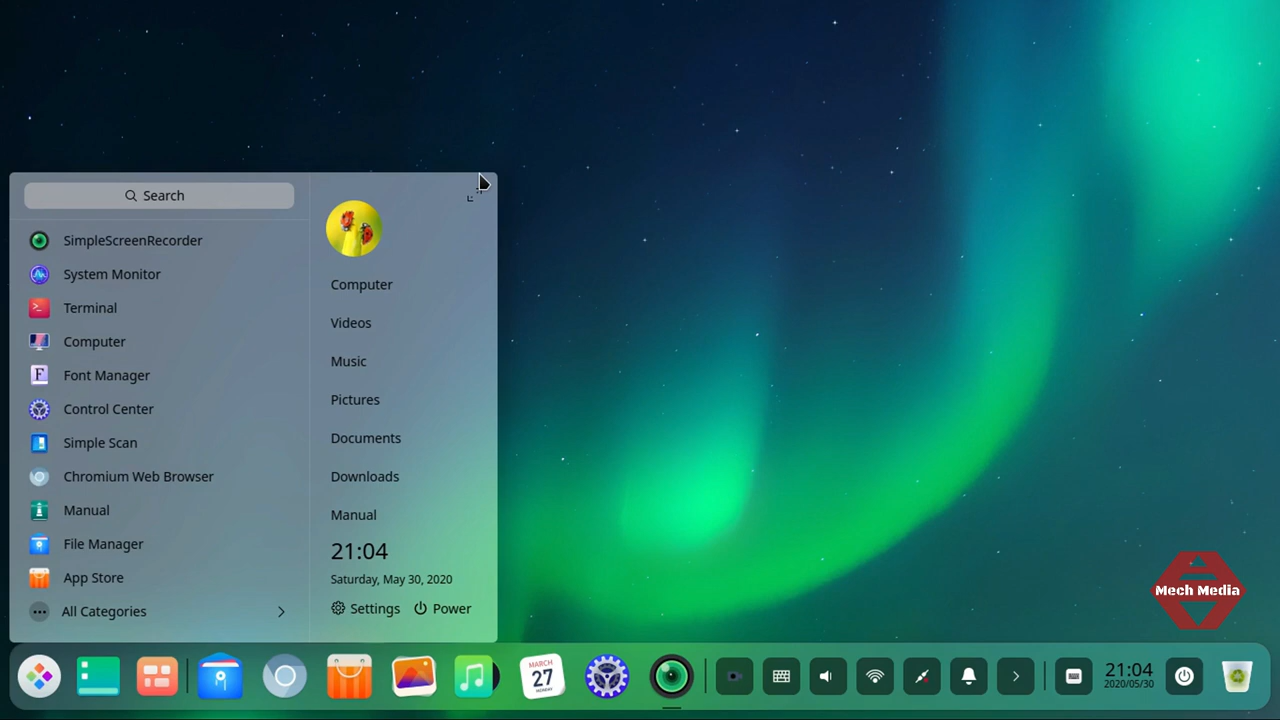 Search
SimpleScreenRecorder
System Monitor
Terminal
Computer
Font Manager
Control Center
Simple Scan
Chromium Web Browser
Manual
File Manager
App Store
All Categories
Computer
Videos
Music
Pictures
Documents
Downloads
Manual
21:04
Saturday, May 30, 2020
Settings
Power
Mech Media
MARCH
27
MONDAY
21:04
2020/05/30